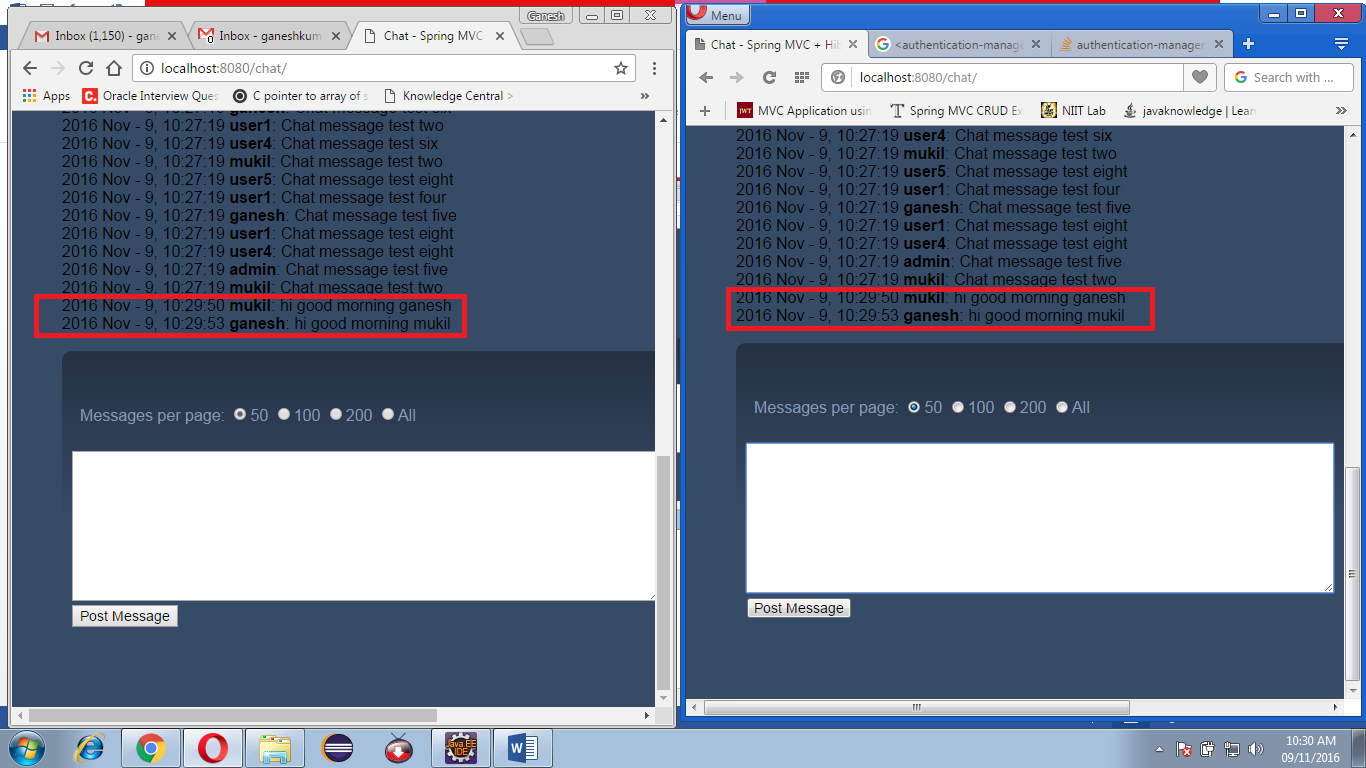 Ganesh
Inbox (1,150) - gan
Inbox - ganeshkum
Chat - Spring MVC
localhost:8080/chat/
Apps
Oracle Interview Ques
C pointer to array of s
Knowledge Central >
»
2016 Nov - 9, 10:27:19 user1: Chat message test two
2016 Nov - 9, 10:27:19 user4: Chat message test six
2016 Nov - 9, 10:27:19 mukil: Chat message test two
2016 Nov - 9, 10:27:19 user5: Chat message test eight
2016 Nov - 9, 10:27:19 user1: Chat message test four
2016 Nov - 9, 10:27:19 ganesh: Chat message test five
2016 Nov - 9, 10:27:19 user1: Chat message test eight
2016 Nov - 9, 10:27:19 user4: Chat message test eight
2016 Nov - 9, 10:27:19 admin: Chat message test five
2016 Nov - 9, 10:27:19 mukil: Chat message test two
2016 Nov - 9, 10:29:50 mukil: hi good morning ganesh
2016 Nov - 9, 10:29:53 ganesh: hi good morning mukil
Messages per page: 50 100 200 All
Post Message
Menu
Chat - Spring MVC + Hib
<authentication-manage
authentication-manager
localhost:8080/chat/
Search with ...
JWT
MVC Application usin
Spring MVC CRUD Ex
NIIT Lab
javaknowledge | Lear
»
2016 Nov - 9, 10:27:19 user4: Chat message test six
2016 Nov - 9, 10:27:19 mukil: Chat message test two
2016 Nov - 9, 10:27:19 user5: Chat message test eight
2016 Nov - 9, 10:27:19 user1: Chat message test four
2016 Nov - 9, 10:27:19 ganesh: Chat message test five
2016 Nov - 9, 10:27:19 user1: Chat message test eight
2016 Nov - 9, 10:27:19 user4: Chat message test eight
2016 Nov - 9, 10:27:19 admin: Chat message test five
2016 Nov - 9, 10:27:19 mukil: Chat message test two
2016 Nov - 9, 10:29:50 mukil: hi good morning ganesh
2016 Nov - 9, 10:29:53 ganesh: hi good morning mukil
Messages per page: 50 100 200 All
Post Message
Java EE
IDE
10:30 AM
09/11/2016